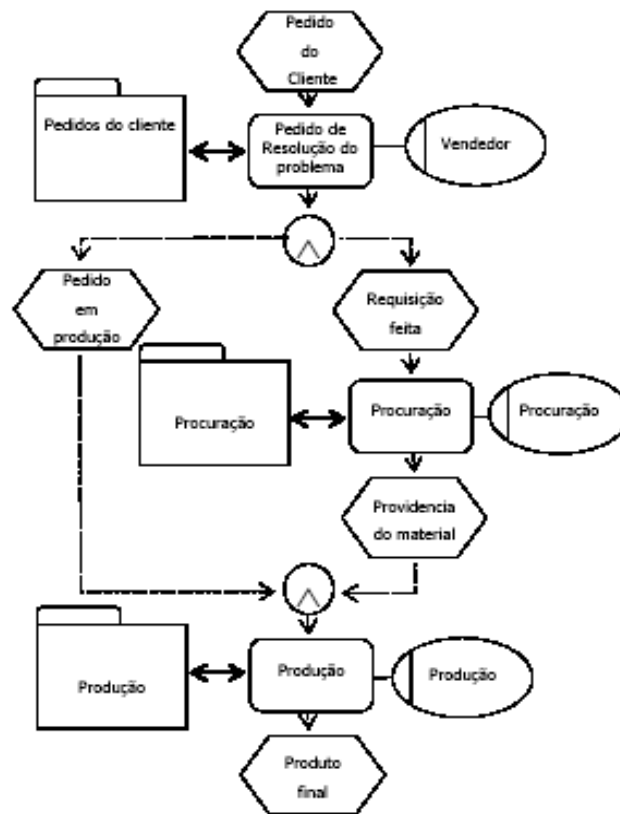 Pedido
do
Cliente
Pedidos do cliente
Pedido de
Resolução do
problema
Vendedor
Pedido
em
produção
Requisição
feita
Procuração
Procuração
Procuração
Providencia
do material
Produção
Produção
Produção
Produto
final